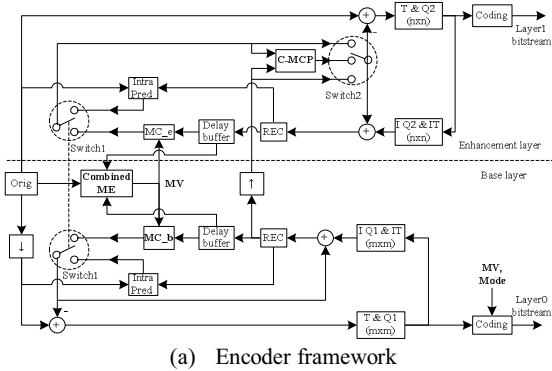 T & Q2
(nxn)
Coding
Layer1
bitstream
C-MCP
Switch2
Intra
Pred
Switch1
MC_e
Delay
buffer
REC
I Q2 & IT
(nxn)
Enhancement layer
Base layer
Orig
Combined
ME
MV
↑
↓
Switch1
MC_b
Delay
buffer
REC
I Q1 & IT
(mxm)
Intra
Pred
MV,
Mode
T & Q1
(mxm)
Coding
Layer0
bitstream
(a) Encoder framework